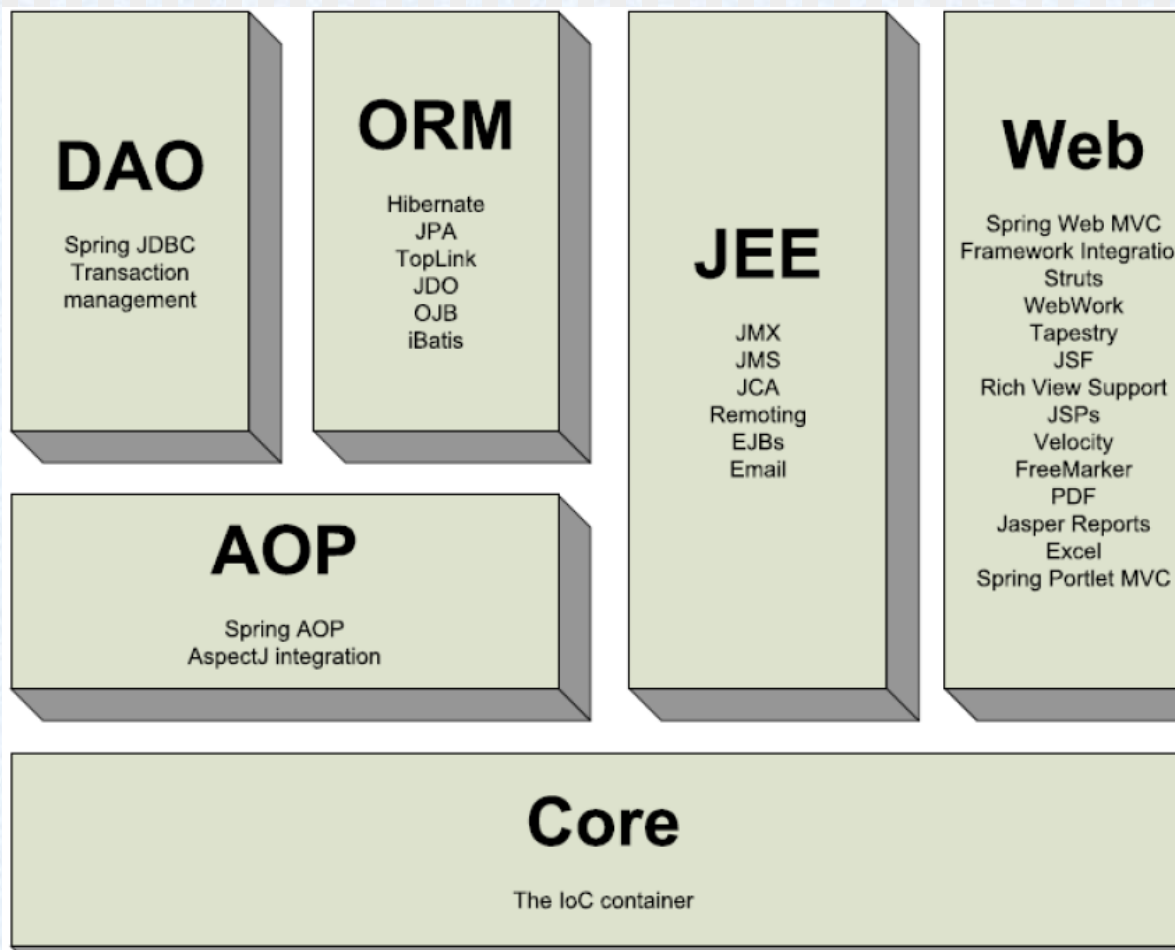 DAO
Spring JDBC
Transaction
management
ORM
Hibernate
JPA
TopLink
JDO
OJB
iBatis
JEE
JMX
JMS
JCA
Remoting
EJBs
Email
Web
Spring Web MVC
Framework Integratio
Struts
WebWork
Tapestry
JSF
Rich View Support
JSPs
Velocity
FreeMarker
PDF
Jasper Reports
Excel
Spring Portlet MVC
AOP
Spring AOP
AspectJ integration
Core
The IoC container